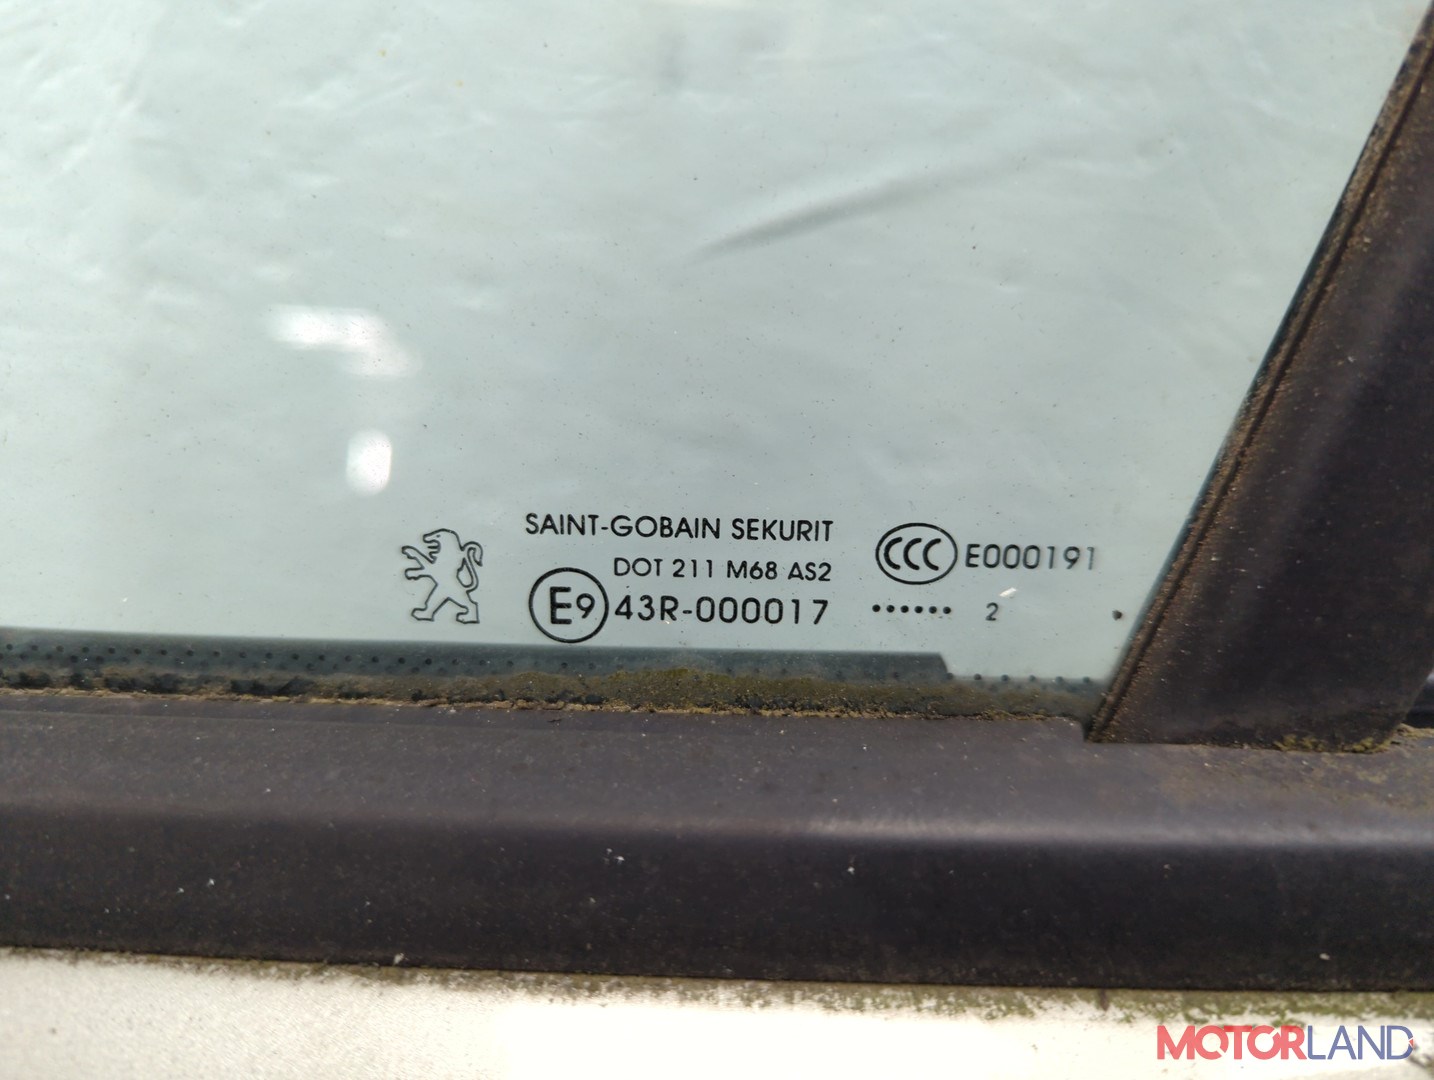 SAINT-GOBAIN SEKURIT
DOT 211 M68 AS2
E9 43R-000017
CCC E000191
...... 2
MOTORLAND